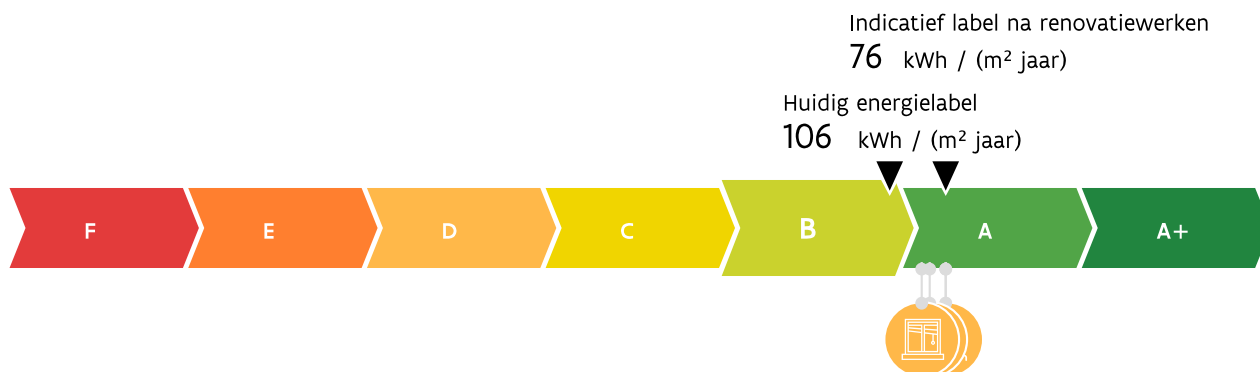 Indicatief label na renovatiewerken
76 kWh / (m² jaar)
Huidig energielabel
106 kWh / (m² jaar)
F E D C B A A+